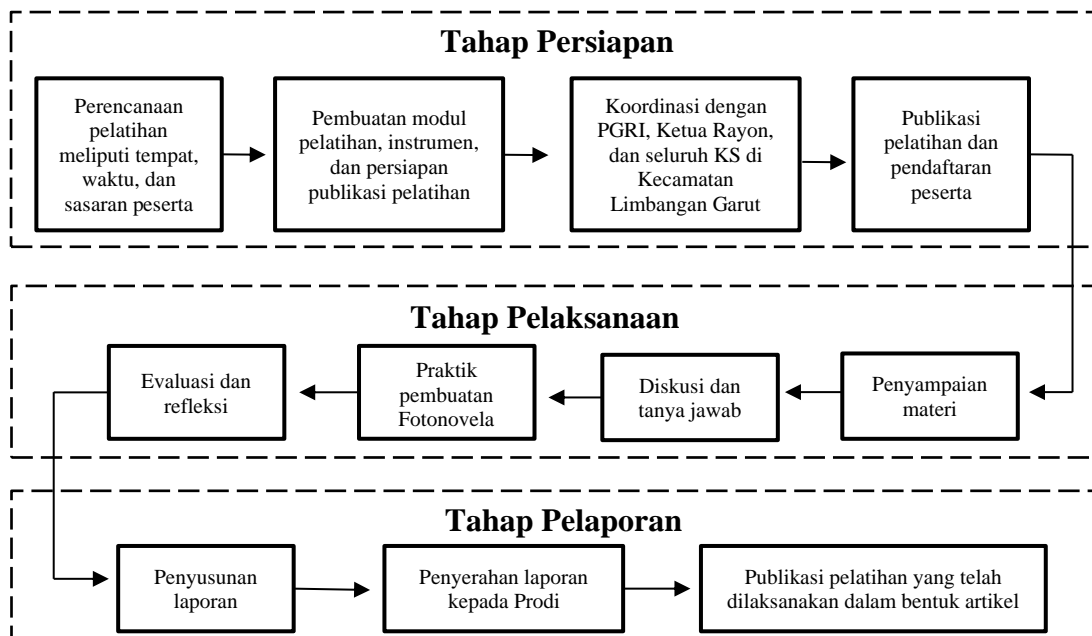 Tahap Persiapan
Perencanaan
pelatihan
meliputi tempat,
waktu, dan
sasaran peserta
Pembuatan modul
pelatihan, instrumen,
dan persiapan
publikasi pelatihan
Koordinasi dengan
PGRI, Ketua Rayon,
dan seluruh KS di
Kecamatan
Limbangan Garut
Publikasi
pelatihan dan
pendaftaran
peserta
Tahap Pelaksanaan
Penyampaian
materi
Diskusi dan
tanya jawab
Praktik
pembuatan
Fotonovela
Evaluasi dan
refleksi
Tahap Pelaporan
Penyusunan
laporan
Penyerahan laporan
kepada Prodi
Publikasi pelatihan yang telah
dilaksanakan dalam bentuk artikel